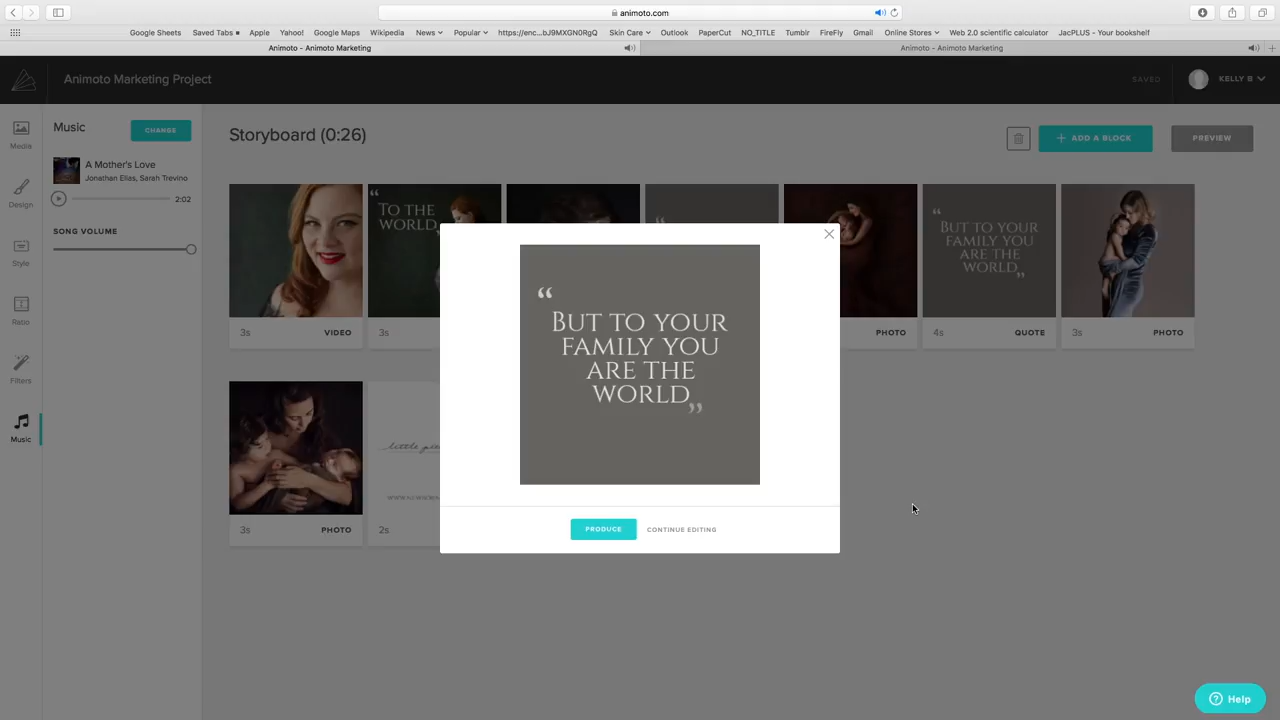 animoto.com
Google Sheets
Saved Tabs
Apple
Yahoo!
Google Maps
Wikipedia
News
Popular
https://enc...bJ9MXGN0RgQ
Skin Care
Outlook
PaperCut
NO_TITLE
Tumblr
FireFly
Gmail
Online Stores
Web 2.0 scientific calculator
JacPLUS - Your bookshelf
Animoto - Animoto Marketing
Animoto - Animoto Marketing
Animoto Marketing Project
SAVED
KELLY B
Media
Design
Style
Ratio
Filters
Music
Music
CHANGE
A Mother's Love
Jonathan Elias, Sarah Trevino
2:02
SONG VOLUME
Storyboard (0:26)
+ ADD A BLOCK
PREVIEW
“
TO THE
WORLD
“
“
BUT TO YOUR
FAMILY YOU
ARE THE
WORLD
”
3s
VIDEO
3s
PHOTO
4s
QUOTE
3s
PHOTO
“
BUT TO YOUR
FAMILY YOU
ARE THE
WORLD
”
little
3s
PHOTO
2s
PRODUCE
CONTINUE EDITING
Help